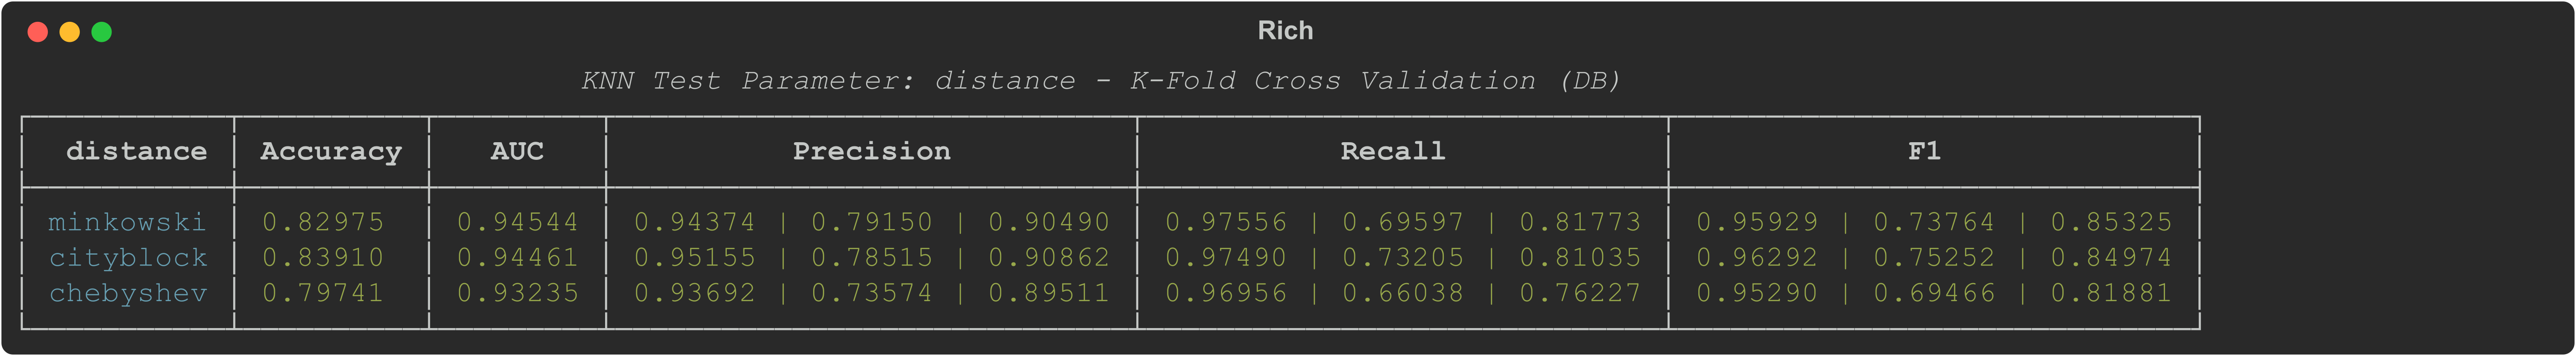 Rich
KNN Test Parameter: distance - K-Fold Cross Validation (DB)
distance | Accuracy | AUC | Precision | Recall | F1
minkowski | 0.82975 | 0.94544 | 0.94374 | 0.79150 | 0.90490 | 0.97556 | 0.69597 | 0.81773 | 0.95929 | 0.73764 | 0.85325
cityblock | 0.83910 | 0.94461 | 0.95155 | 0.78515 | 0.90862 | 0.97490 | 0.73205 | 0.81035 | 0.96292 | 0.75252 | 0.84974
chebyshev | 0.79741 | 0.93235 | 0.93692 | 0.73574 | 0.89511 | 0.96956 | 0.66038 | 0.76227 | 0.95290 | 0.69466 | 0.81881